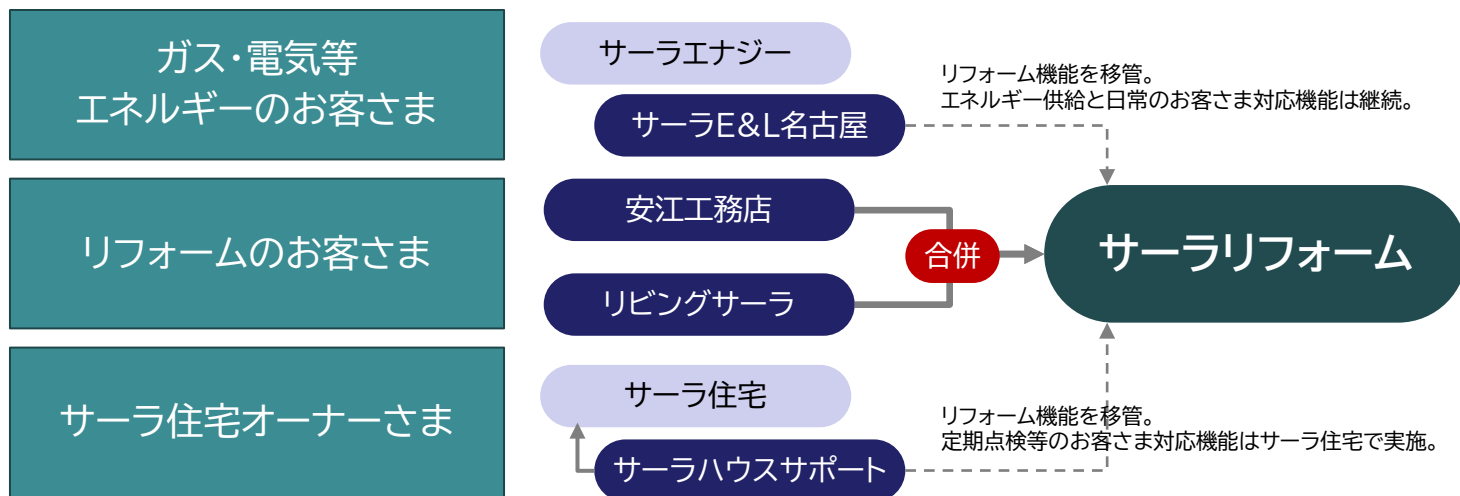 ガス・電気等
エネルギーのお客さま
サーラエナジー
サーラE&L名古屋
リフォーム機能を移管。
エネルギー供給と日常のお客さま対応機能は継続。
リフォームのお客さま
安江工務店
リビングサーラ
合併
サーラリフォーム
サーラ住宅オーナーさま
サーラ住宅
サーラハウスサポート
リフォーム機能を移管。
定期点検等のお客さま対応機能はサーラ住宅で実施。